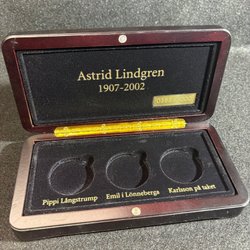 Astrid Lindgren
1907-2002
Pippi Långstrump Emil i Lönneberga Karlsson på taket